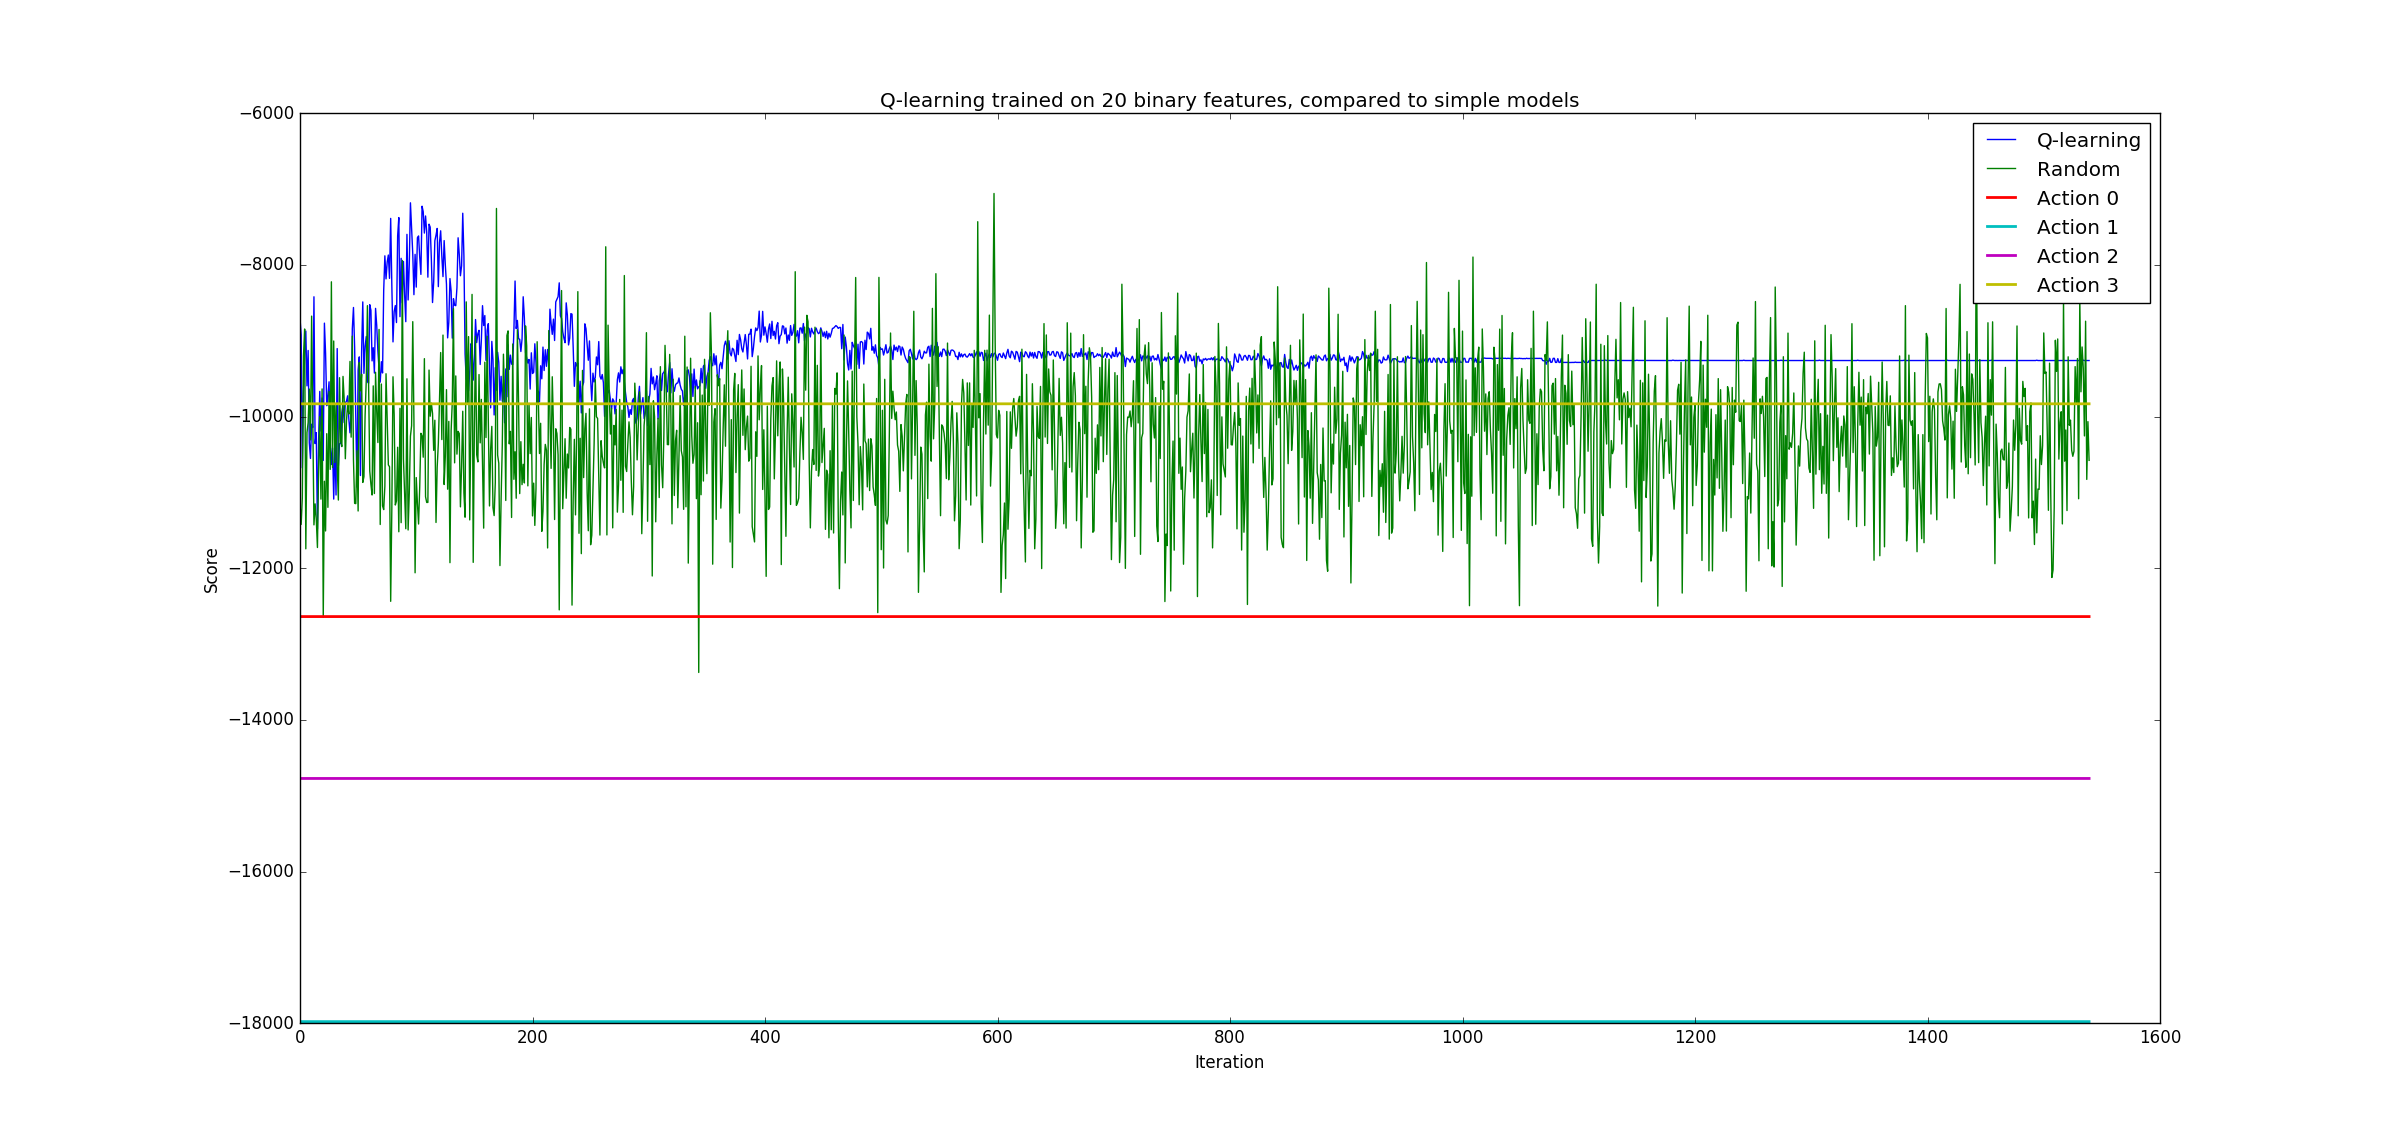 Q-learning trained on 20 binary features, compared to simple models
−6000
−8000
−10000
−12000
−14000
−16000
−18000
Score
Q-learning
Random
Action 0
Action 1
Action 2
Action 3
0 200 400 600 800 1000 1200 1400 1600
Iteration